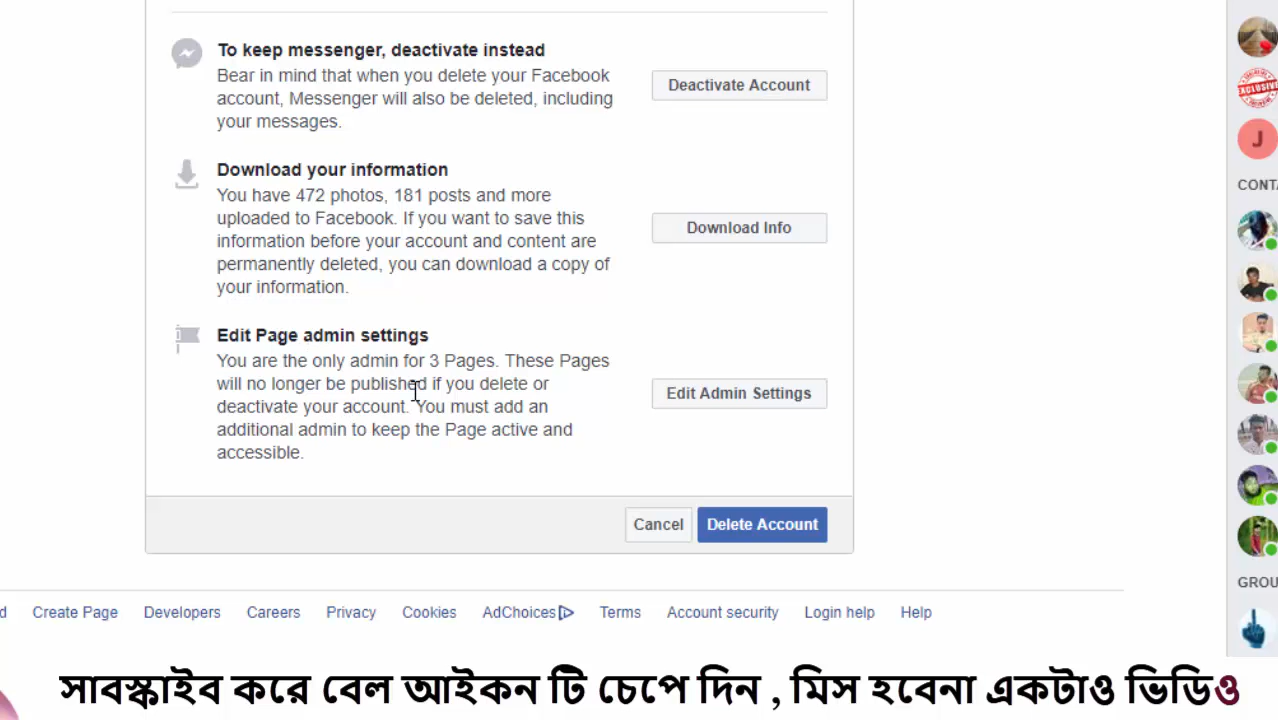 To keep messenger, deactivate instead
Bear in mind that when you delete your Facebook
account, Messenger will also be deleted, including
your messages.
Deactivate Account
Download your information
You have 472 photos, 181 posts and more
uploaded to Facebook. If you want to save this
information before your account and content are
permanently deleted, you can download a copy of
your information.
Download Info
Edit Page admin settings
You are the only admin for 3 Pages. These Pages
will no longer be published if you delete or
deactivate your account. You must add an
additional admin to keep the Page active and
accessible.
Edit Admin Settings
Cancel
Delete Account
EXCLUSIVE
J
CONTA
GROU
d Create Page Developers Careers Privacy Cookies AdChoices Terms Account security Login help Help
সাবস্ক্রাইব করে বেল আইকন টি চেপে দিন , মিস হবেনা একটাও ভিডিও